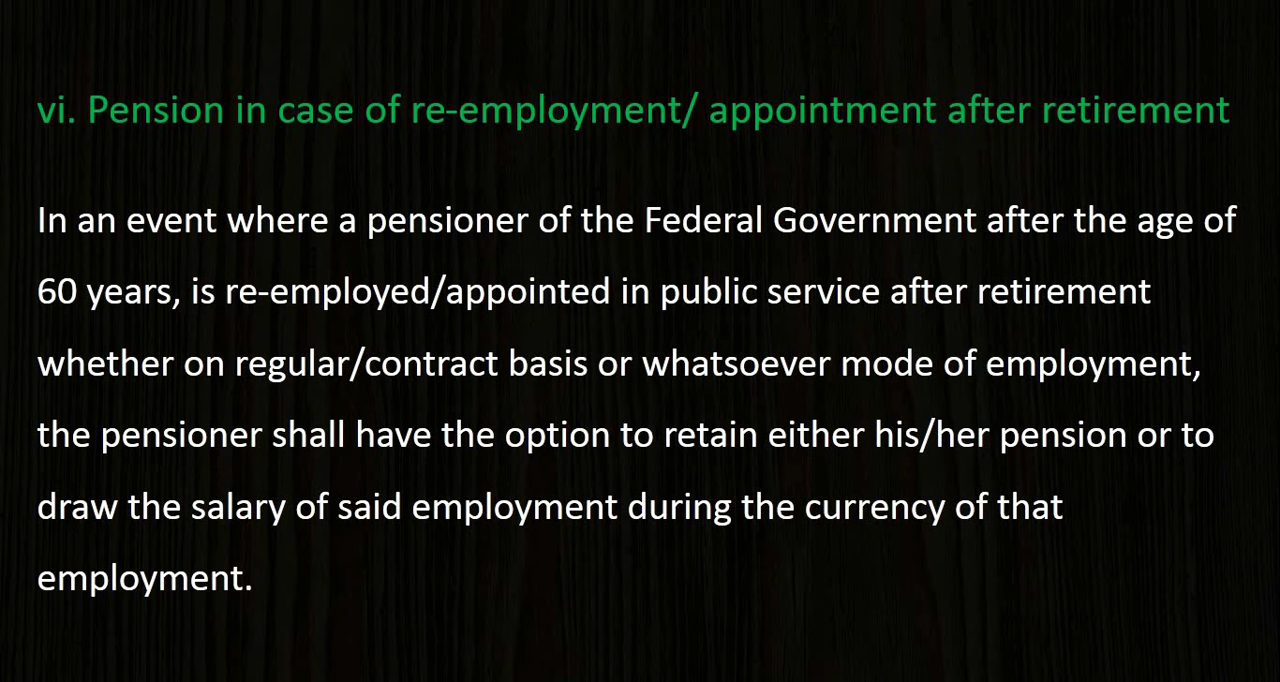 vi. Pension in case of re-employment/ appointment after retirement
In an event where a pensioner of the Federal Government after the age of
60 years, is re-employed/appointed in public service after retirement
whether on regular/contract basis or whatsoever mode of employment,
the pensioner shall have the option to retain either his/her pension or to
draw the salary of said employment during the currency of that
employment.